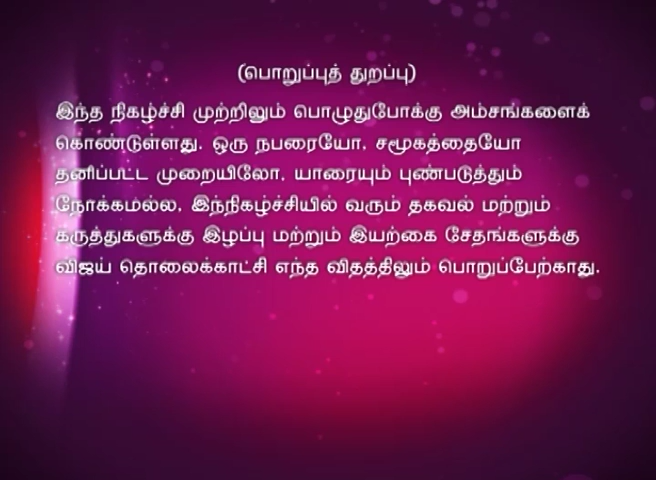 (பொறுப்புத் துறப்பு)
இந்த நிகழ்ச்சி முற்றிலும் பொழுதுபோக்கு அம்சங்களைக்
கொண்டுள்ளது. ஒரு நபரையோ, சமூகத்தையோ
தனிப்பட்ட முறையிலோ, யாரையும் புண்படுத்தும்
நோக்கமல்ல. இந்நிகழ்ச்சியில் வரும் தகவல் மற்றும்
கருத்துகளுக்கு இழப்பு மற்றும் இயற்கை சேதங்களுக்கு
விஜய் தொலைக்காட்சி எந்த விதத்திலும் பொறுப்பேற்காது.